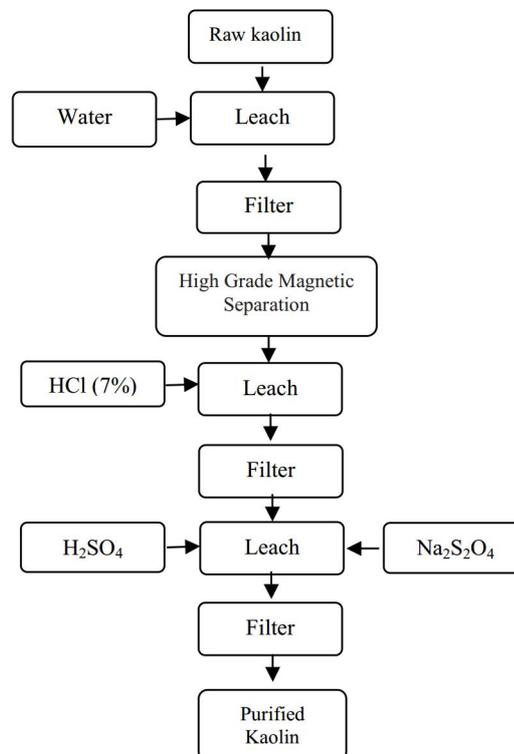 Raw kaolin
Water
Leach
Filter
High Grade Magnetic
Separation
HCl (7%)
Leach
Filter
H₂SO₄
Leach
Na₂S₂O₄
Filter
Purified
Kaolin